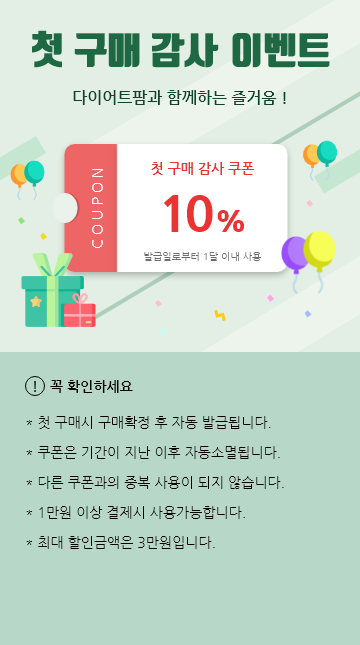 첫 구매 감사 이벤트
다이어트팜과 함께하는 즐거움 !
COUPON
첫 구매 감사 쿠폰
10%
발급일로부터 1달 이내 사용
! 꼭 확인하세요
* 첫 구매시 구매확정 후 자동 발급됩니다.
* 쿠폰은 기간이 지난 이후 자동소멸됩니다.
* 다른 쿠폰과의 중복 사용이 되지 않습니다.
* 1만원 이상 결제시 사용가능합니다.
* 최대 할인금액은 3만원입니다.